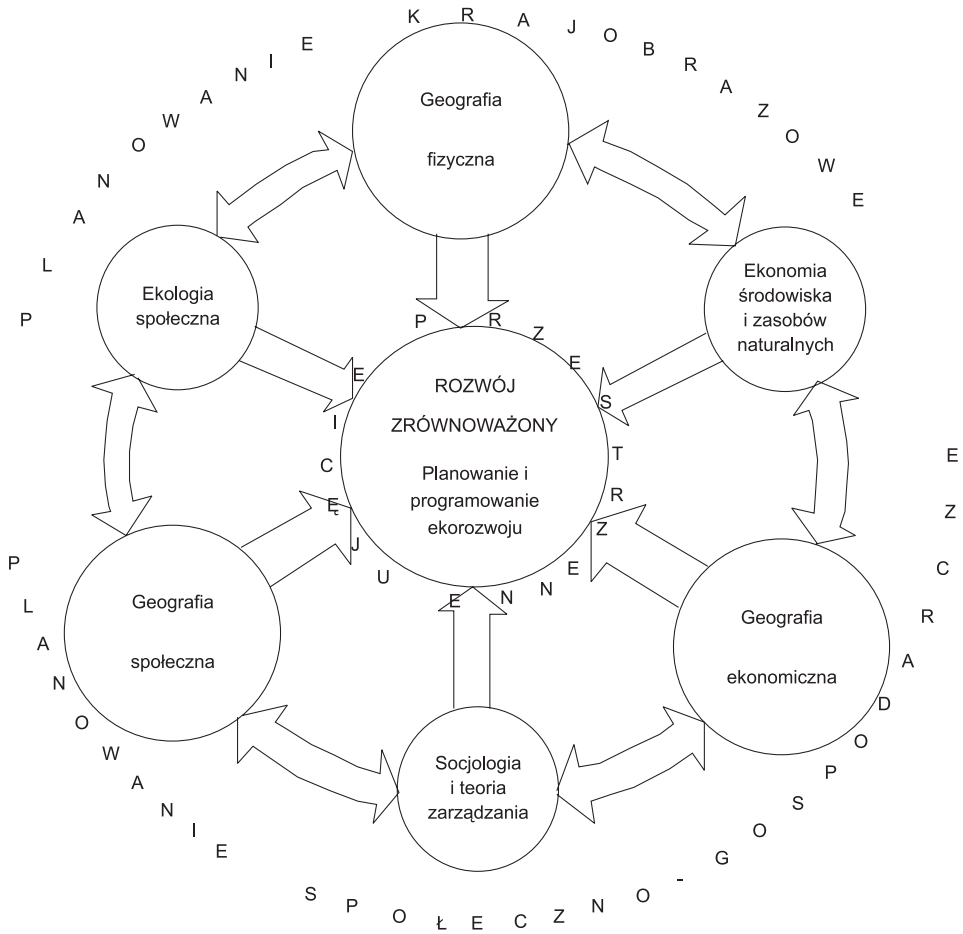 PLANOWANIE KRAJOBRAZOWE
Geografia
fizyczna
Ekologia
społeczna
Ekonomia
środowiska
i zasobów
naturalnych
PRZESTRZENNE UJĘCIE
ROZWÓJ
ZRÓWNOWAŻONY
Planowanie i
programowanie
ekorozwoju
Geografia
społeczna
Geografia
ekonomiczna
Socjologia
i teoria
zarządzania
PLANOWANIE SPOŁECZNO-GOSPODARCZE